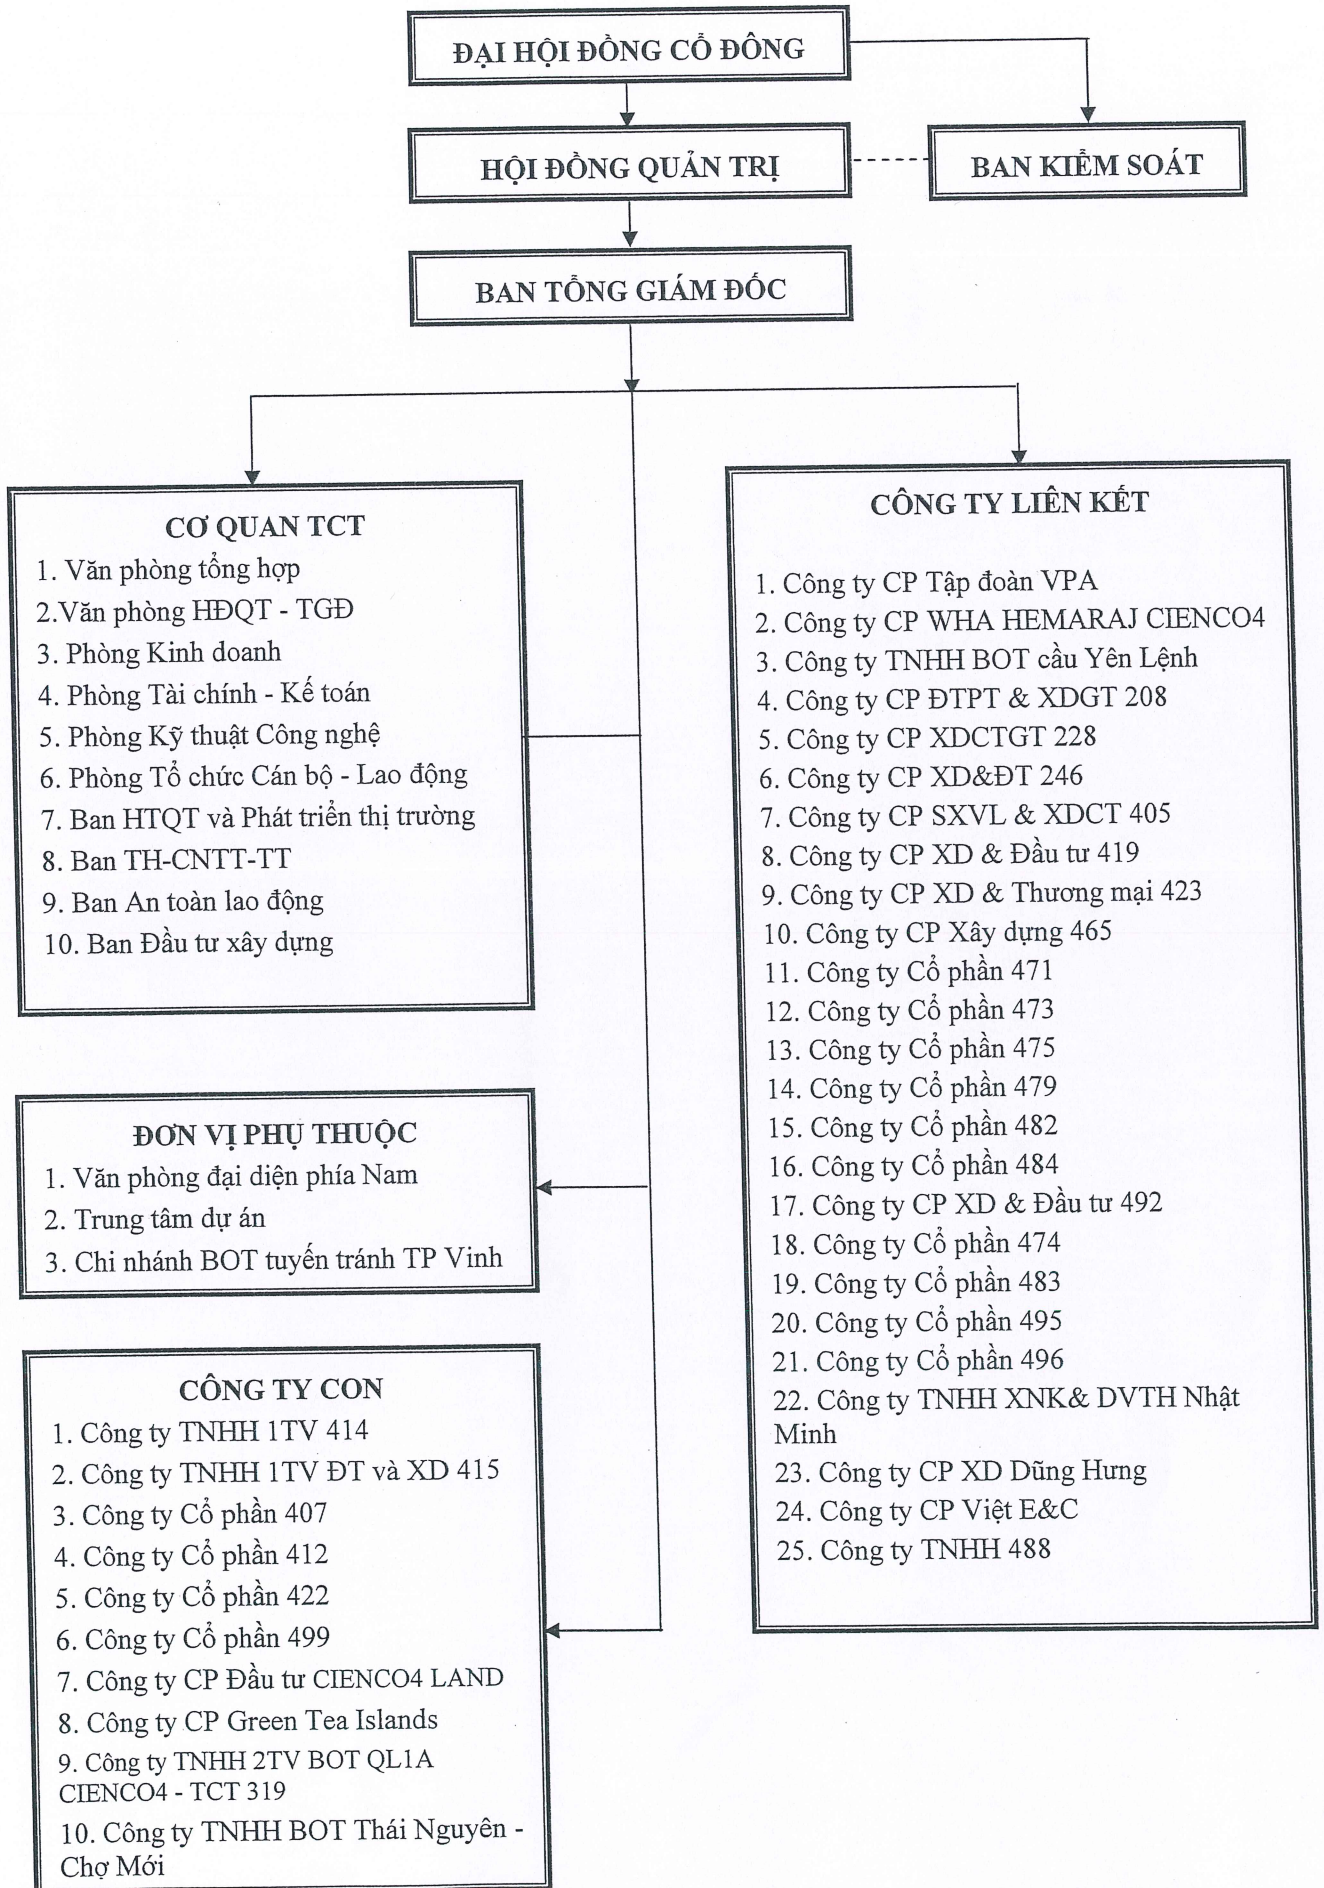 ĐẠI HỘI ĐỒNG CỔ ĐÔNG
HỘI ĐỒNG QUẢN TRỊ
BAN KIỂM SOÁT
BAN TỔNG GIÁM ĐỐC
CƠ QUAN TCT
1. Văn phòng tổng hợp
2.Văn phòng HĐQT - TGĐ
3. Phòng Kinh doanh
4. Phòng Tài chính - Kế toán
5. Phòng Kỹ thuật Công nghệ
6. Phòng Tổ chức Cán bộ - Lao động
7. Ban HTQT và Phát triển thị trường
8. Ban TH-CNTT-TT
9. Ban An toàn lao động
10. Ban Đầu tư xây dựng
ĐƠN VỊ PHỤ THUỘC
1. Văn phòng đại diện phía Nam
2. Trung tâm dự án
3. Chi nhánh BOT tuyến tránh TP Vinh
CÔNG TY CON
1. Công ty TNHH 1TV 414
2. Công ty TNHH 1TV ĐT và XD 415
3. Công ty Cổ phần 407
4. Công ty Cổ phần 412
5. Công ty Cổ phần 422
6. Công ty Cổ phần 499
7. Công ty CP Đầu tư CIENCO4 LAND
8. Công ty CP Green Tea Islands
9. Công ty TNHH 2TV BOT QL1A
CIENCO4 - TCT 319
10. Công ty TNHH BOT Thái Nguyên -
Chợ Mới
CÔNG TY LIÊN KẾT
1. Công ty CP Tập đoàn VPA
2. Công ty CP WHA HEMARAJ CIENCO4
3. Công ty TNHH BOT cầu Yên Lệnh
4. Công ty CP ĐTPT & XDGT 208
5. Công ty CP XDCTGT 228
6. Công ty CP XD&ĐT 246
7. Công ty CP SXVL & XDCT 405
8. Công ty CP XD & Đầu tư 419
9. Công ty CP XD & Thương mại 423
10. Công ty CP Xây dựng 465
11. Công ty Cổ phần 471
12. Công ty Cổ phần 473
13. Công ty Cổ phần 475
14. Công ty Cổ phần 479
15. Công ty Cổ phần 482
16. Công ty Cổ phần 484
17. Công ty CP XD & Đầu tư 492
18. Công ty Cổ phần 474
19. Công ty Cổ phần 483
20. Công ty Cổ phần 495
21. Công ty Cổ phần 496
22. Công ty TNHH XNK& DVTH Nhật
Minh
23. Công ty CP XD Dũng Hưng
24. Công ty CP Việt E&C
25. Công ty TNHH 488